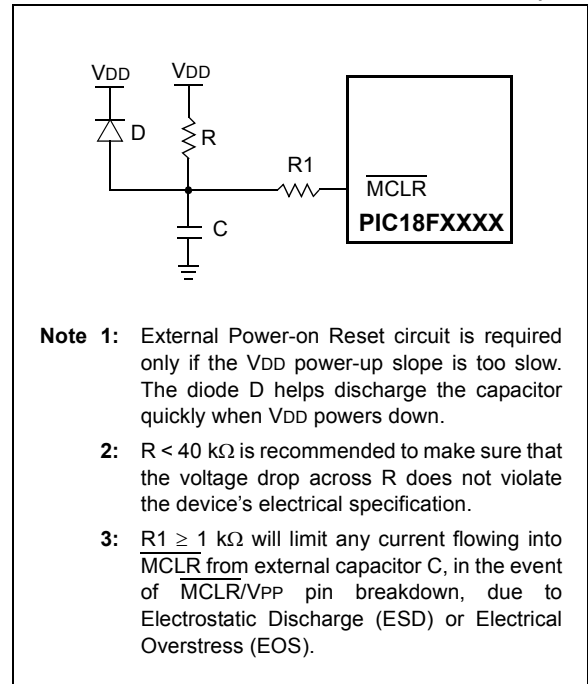 VDD VDD
D R
R1
MCLR
C PIC18FXXXX
Note 1: External Power-on Reset circuit is required
only if the VDD power-up slope is too slow.
The diode D helps discharge the capacitor
quickly when VDD powers down.
2: R < 40 kΩ is recommended to make sure that
the voltage drop across R does not violate
the device's electrical specification.
3: R1 ≥ 1 kΩ will limit any current flowing into
MCLR from external capacitor C, in the event
of MCLR/VPP pin breakdown, due to
Electrostatic Discharge (ESD) or Electrical
Overstress (EOS).